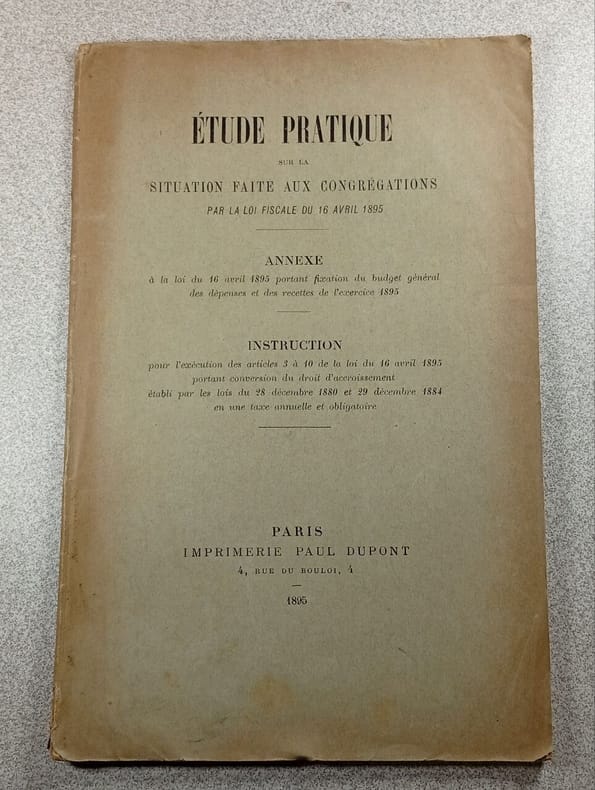 ÉTUDE PRATIQUE
SUR LA
SITUATION FAITE AUX CONGRÉGATIONS
PAR LA LOI FISCALE DU 16 AVRIL 1895
ANNEXE
à la loi du 16 avril 1895 portant fixation du budget général
des dépenses et des recettes de l'exercice 1895
INSTRUCTION
pour l'exécution des articles 3 à 10 de la loi du 16 avril 1895
portant conversion du droit d'accroissement
établi par les lois du 28 décembre 1880 et 29 décembre 1884
en une taxe annuelle et obligatoire
PARIS
IMPRIMERIE PAUL DUPONT
4, RUE DU BOULOI, 4
1895